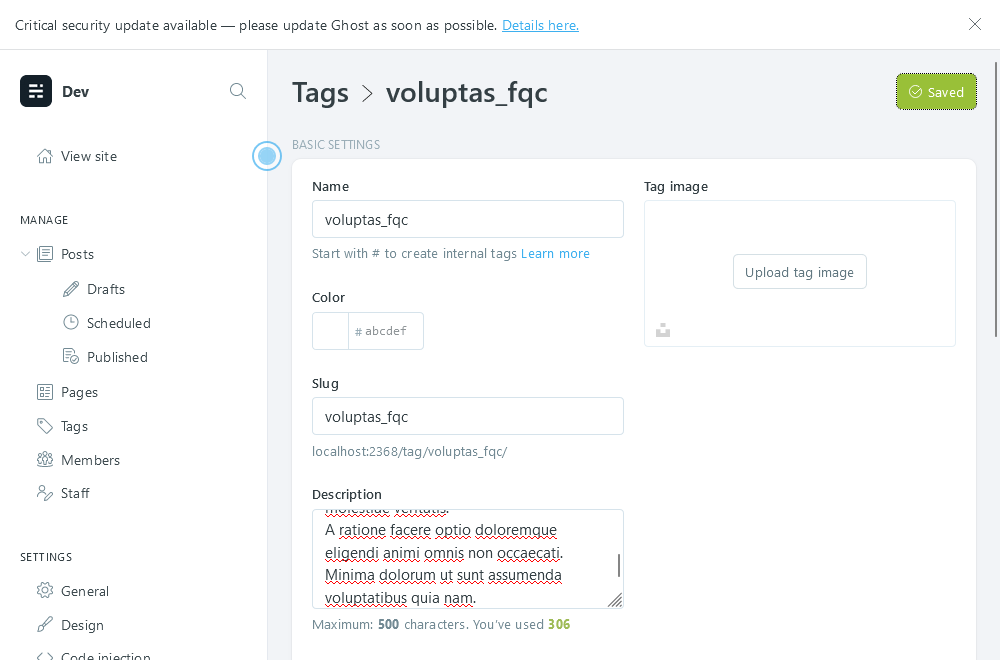 Critical security update available — please update Ghost as soon as possible. Details here.
Dev
View site
MANAGE
Posts
Drafts
Scheduled
Published
Pages
Tags
Members
Staff
SETTINGS
General
Design
Code injection
Tags > voluptas_fqc
Saved
BASIC SETTINGS
Name
voluptas_fqc
Start with # to create internal tags Learn more
Color
# abcdef
Slug
voluptas_fqc
localhost:2368/tag/voluptas_fqc/
Description
molestiae veritatis.
A ratione facere optio doloremque
eligendi animi omnis non occaecati.
Minima dolorum ut sunt assumenda
voluptatibus quia nam.
Maximum: 500 characters. You've used 306
Tag image
Upload tag image